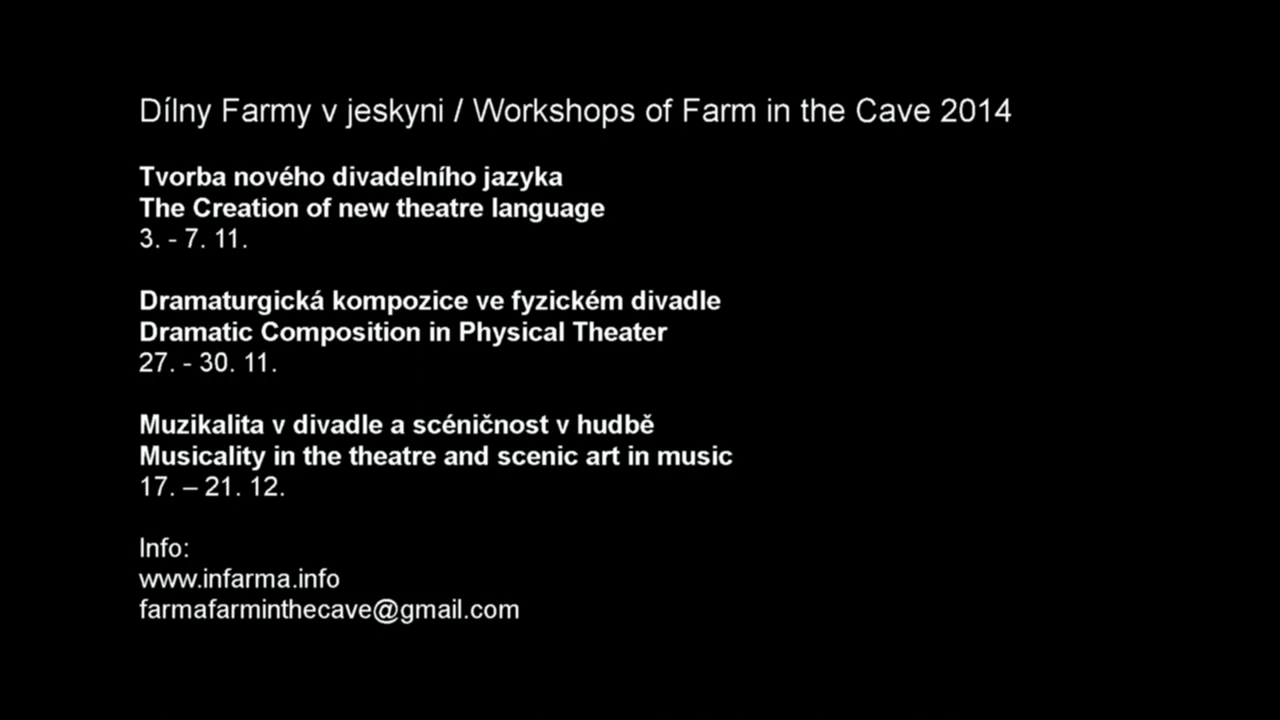 Dílny Farmy v jeskyni / Workshops of Farm in the Cave 2014
Tvorba nového divadelního jazyka
The Creation of new theatre language
3. - 7. 11.
Dramaturgická kompozice ve fyzickém divadle
Dramatic Composition in Physical Theater
27. - 30. 11.
Muzikalita v divadle a scéničnost v hudbě
Musicality in the theatre and scenic art in music
17. – 21. 12.
Info:
www.infarma.info
farmafarminthecave@gmail.com